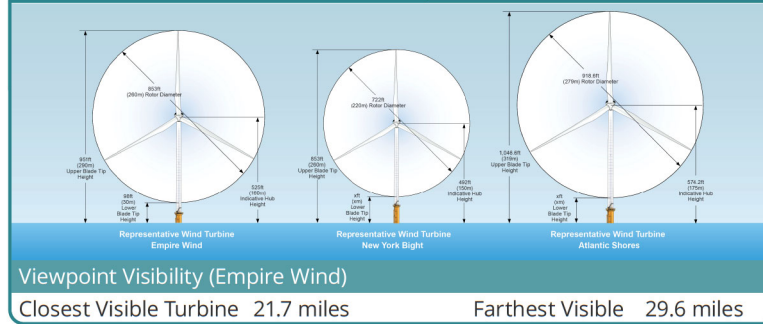 853ft
(260m) Rotor Diameter
951ft
(290m)
Upper Blade Tip
Height
98ft
(30m)
Lower
Blade Tip
Height
525ft
(160m)
Indicative Hub
Height
Representative Wind Turbine
Empire Wind
722ft
(220m) Rotor Diameter
853ft
(260m)
Upper Blade Tip
Height
xft
(xm)
Lower
Blade Tip
Height
492ft
(150m)
Indicative Hub
Height
Representative Wind Turbine
New York Bight
918.6ft
(279m) Rotor Diameter
1,046.6ft
(319m)
Upper Blade Tip
Height
xft
(xm)
Lower
Blade Tip
Height
574.2ft
(175m)
Indicative Hub
Height
Representative Wind Turbine
Atlantic Shores
Viewpoint Visibility (Empire Wind)
Closest Visible Turbine 21.7 miles Farthest Visible 29.6 miles